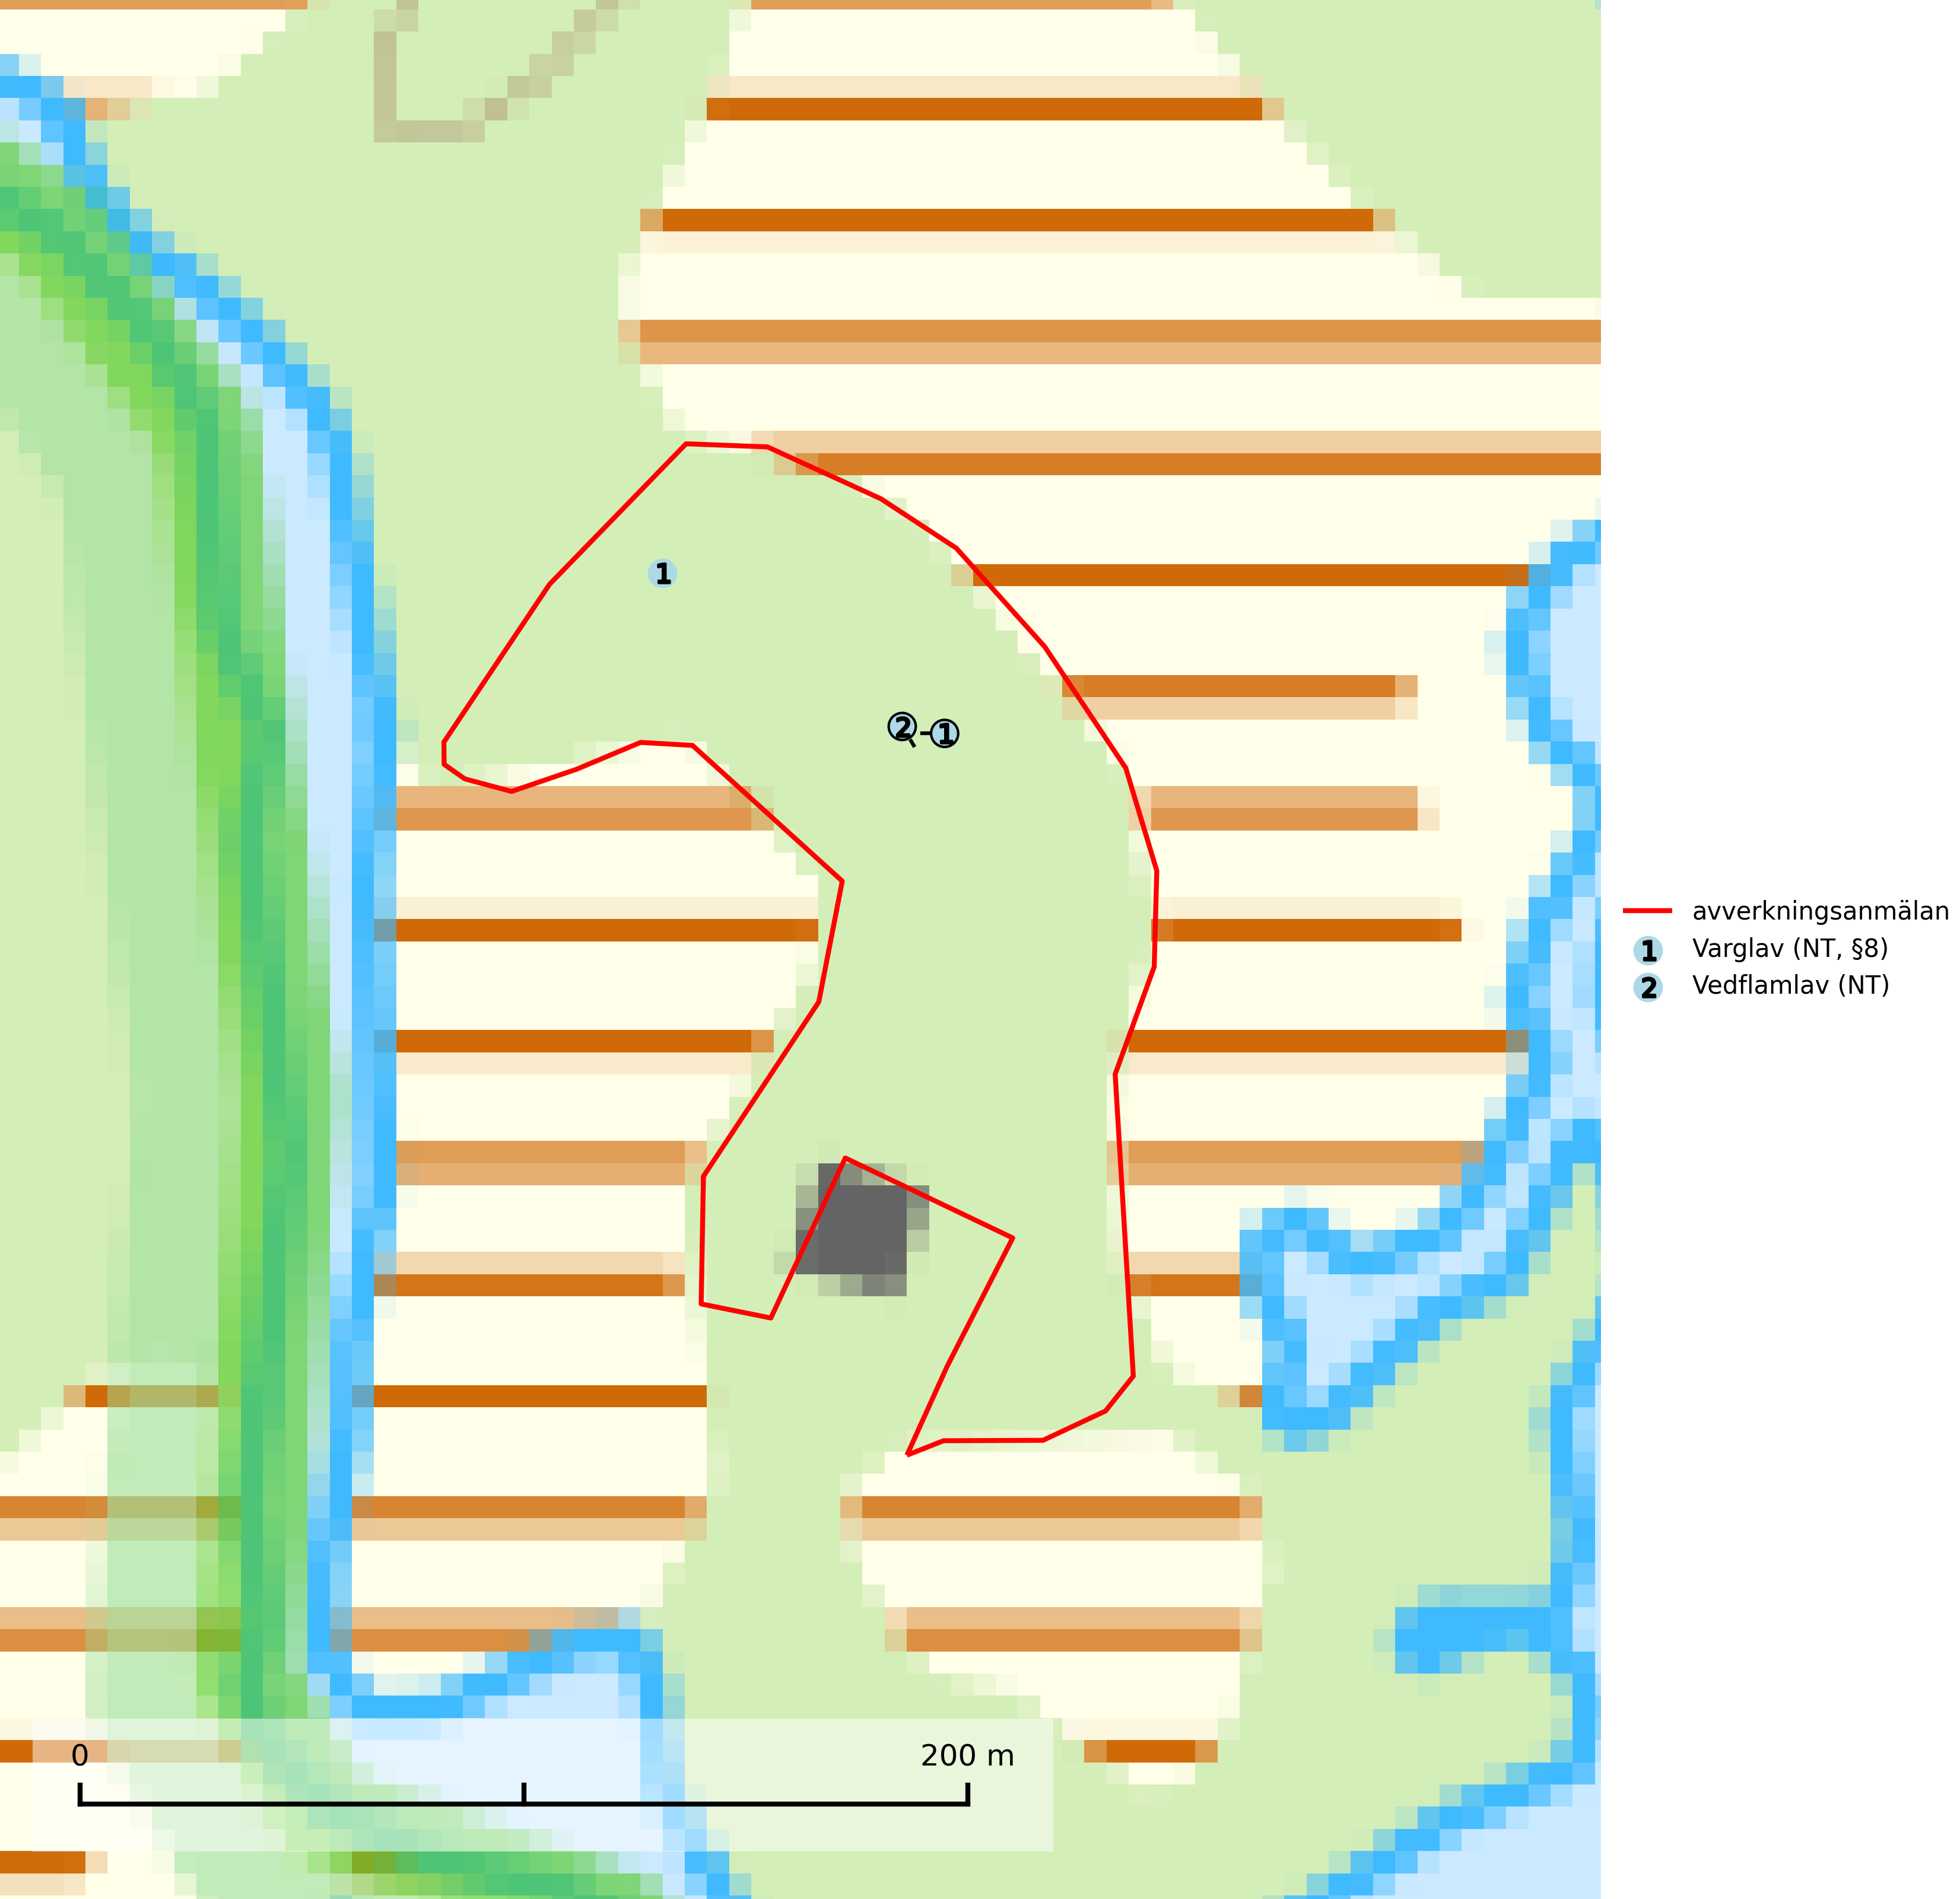 1
2 1
avverkningsanmälan
1 Varglav (NT, §8)
2 Vedflamlav (NT)
0 200 m